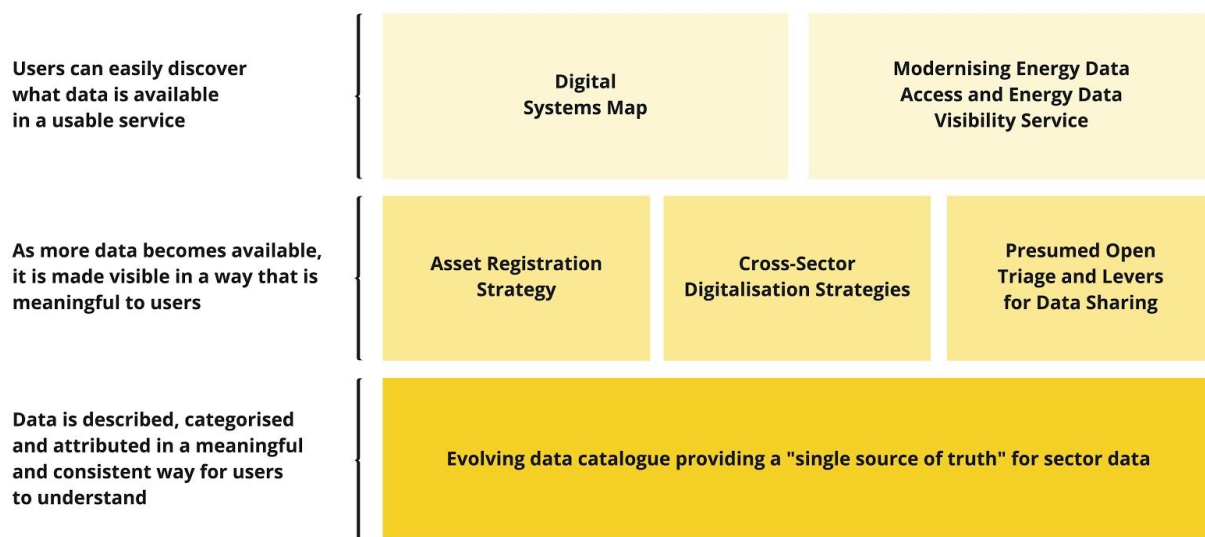 Users can easily discover
what data is available
in a usable service
Digital
Systems Map
Modernising Energy Data
Access and Energy Data
Visibility Service
As more data becomes available,
it is made visible in a way that is
meaningful to users
Asset Registration
Strategy
Cross-Sector
Digitalisation Strategies
Presumed Open
Triage and Levers
for Data Sharing
Data is described, categorised
and attributed in a meaningful
and consistent way for users
to understand
Evolving data catalogue providing a "single source of truth" for sector data